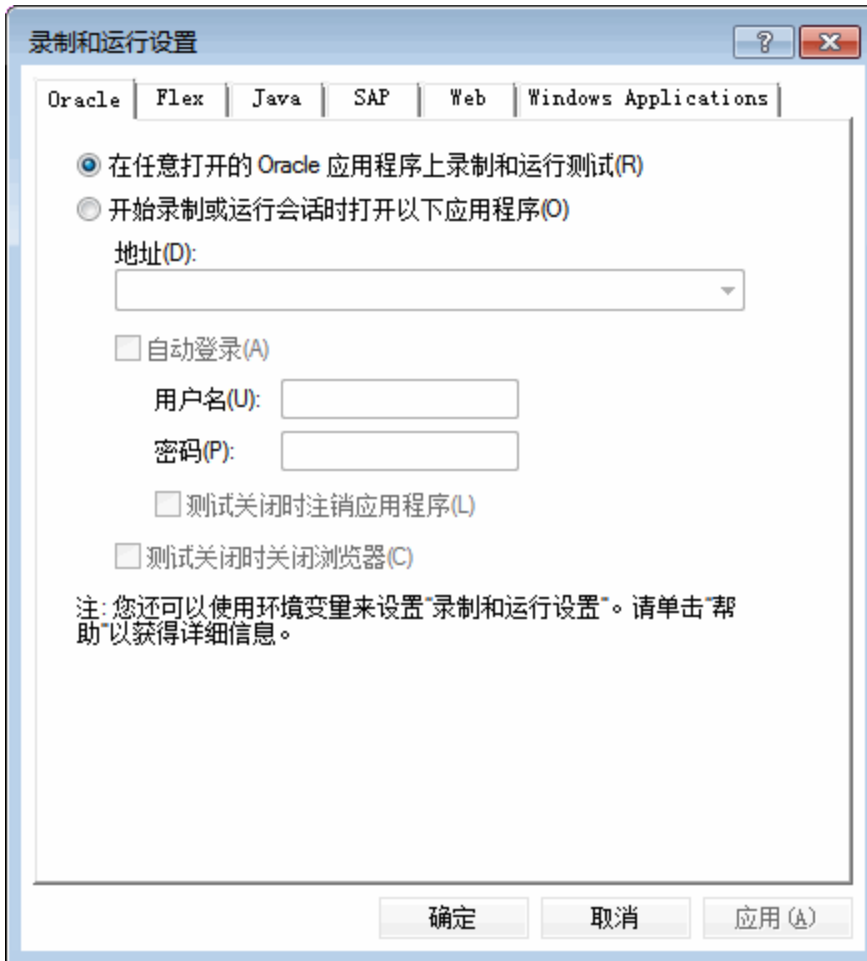 录制和运行设置
Oracle Flex Java SAP Web Windows Applications
在任意打开的 Oracle 应用程序上录制和运行测试(R)
开始录制或运行会话时打开以下应用程序(O)
地址(D):
自动登录(A)
用户名(U):
密码(P):
测试关闭时注销应用程序(L)
测试关闭时关闭浏览器(C)
注: 您还可以使用环境变量来设置"录制和运行设置"。请单击"帮
助"以获得详细信息。
确定 取消 应用(A)